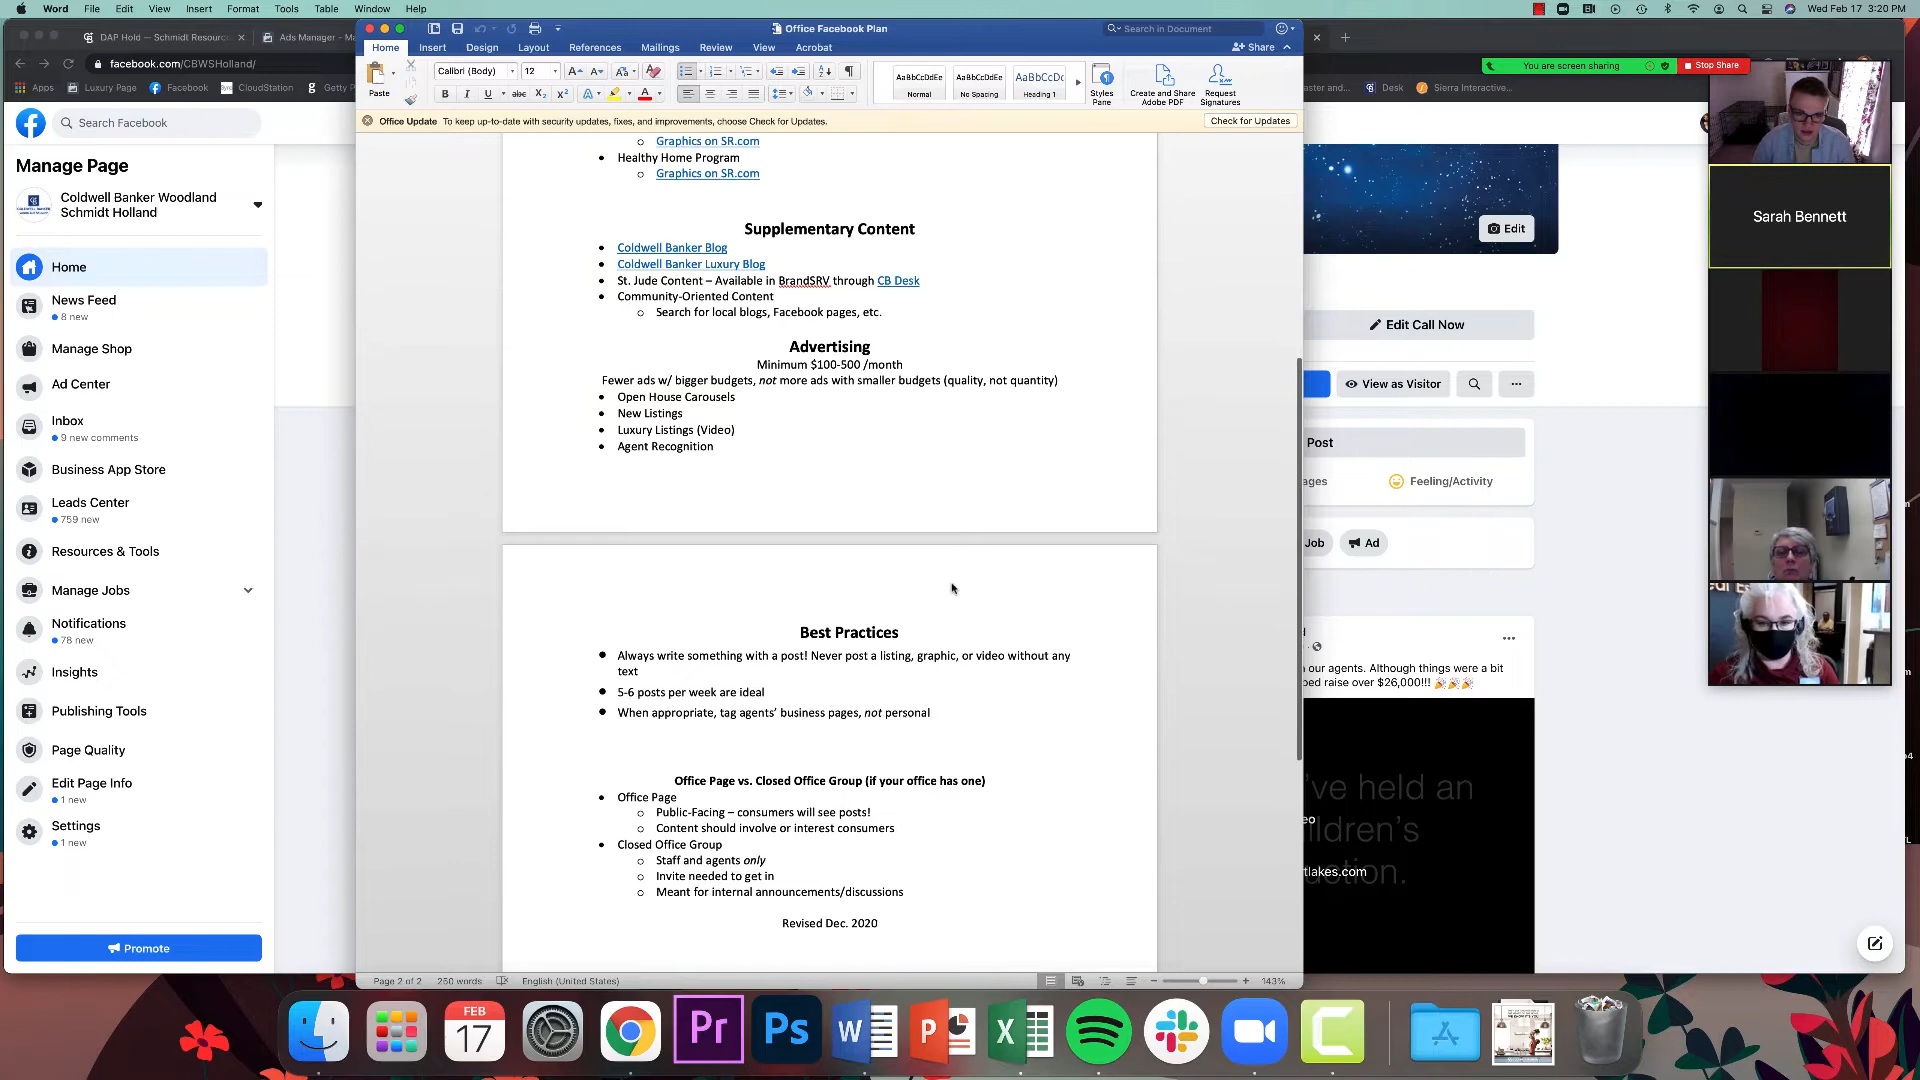 Word File Edit View Insert Format Tools Table Window Help
Wed Feb 17 3:20 PM
DAP Hold — Schmidt Resourc
Ads Manager - Ma
facebook.com/CBWSHolland/
Apps
Luxury Page
Facebook
CloudStation
Getty P
Search Facebook
Manage Page
Coldwell Banker Woodland
Schmidt Holland
Home
News Feed
8 new
Manage Shop
Ad Center
Inbox
9 new comments
Business App Store
Leads Center
759 new
Resources & Tools
Manage Jobs
Notifications
78 new
Insights
Publishing Tools
Page Quality
Edit Page Info
1 new
Settings
1 new
Promote
Office Facebook Plan
Search in Document
Home Insert Design Layout References Mailings Review View Acrobat
Share
Paste
Calibri (Body)
12
B I U abc X2 X2
AaBbCcDdEe
Normal
AaBbCcDdEe
No Spacing
AaBbCcDc
Heading 1
Styles
Pane
Create and Share
Adobe PDF
Request
Signatures
Office Update To keep up-to-date with security updates, fixes, and improvements, choose Check for Updates.
Check for Updates
Graphics on SR.com
Healthy Home Program
Graphics on SR.com
Supplementary Content
Coldwell Banker Blog
Coldwell Banker Luxury Blog
St. Jude Content – Available in BrandSRV through CB Desk
Community-Oriented Content
Search for local blogs, Facebook pages, etc.
Advertising
Minimum $100-500 /month
Fewer ads w/ bigger budgets, not more ads with smaller budgets (quality, not quantity)
Open House Carousels
New Listings
Luxury Listings (Video)
Agent Recognition
Best Practices
Always write something with a post! Never post a listing, graphic, or video without any
text
5-6 posts per week are ideal
When appropriate, tag agents' business pages, not personal
Office Page vs. Closed Office Group (if your office has one)
Office Page
Public-Facing – consumers will see posts!
Content should involve or interest consumers
Closed Office Group
Staff and agents only
Invite needed to get in
Meant for internal announcements/discussions
Revised Dec. 2020
Page 2 of 2
250 words
English (United States)
143%
You are screen sharing
Stop Share
aster and...
Desk
Sierra Interactive...
Edit
Edit Call Now
View as Visitor
Post
ages
Feeling/Activity
Job
Ad
n our agents. Although things were a bit
ped raise over $26,000!!!
've held an
eo
ildren's
tlakes.com
uction.
Sarah Bennett
FEB
17
Pr
Ps
W
P
X
C